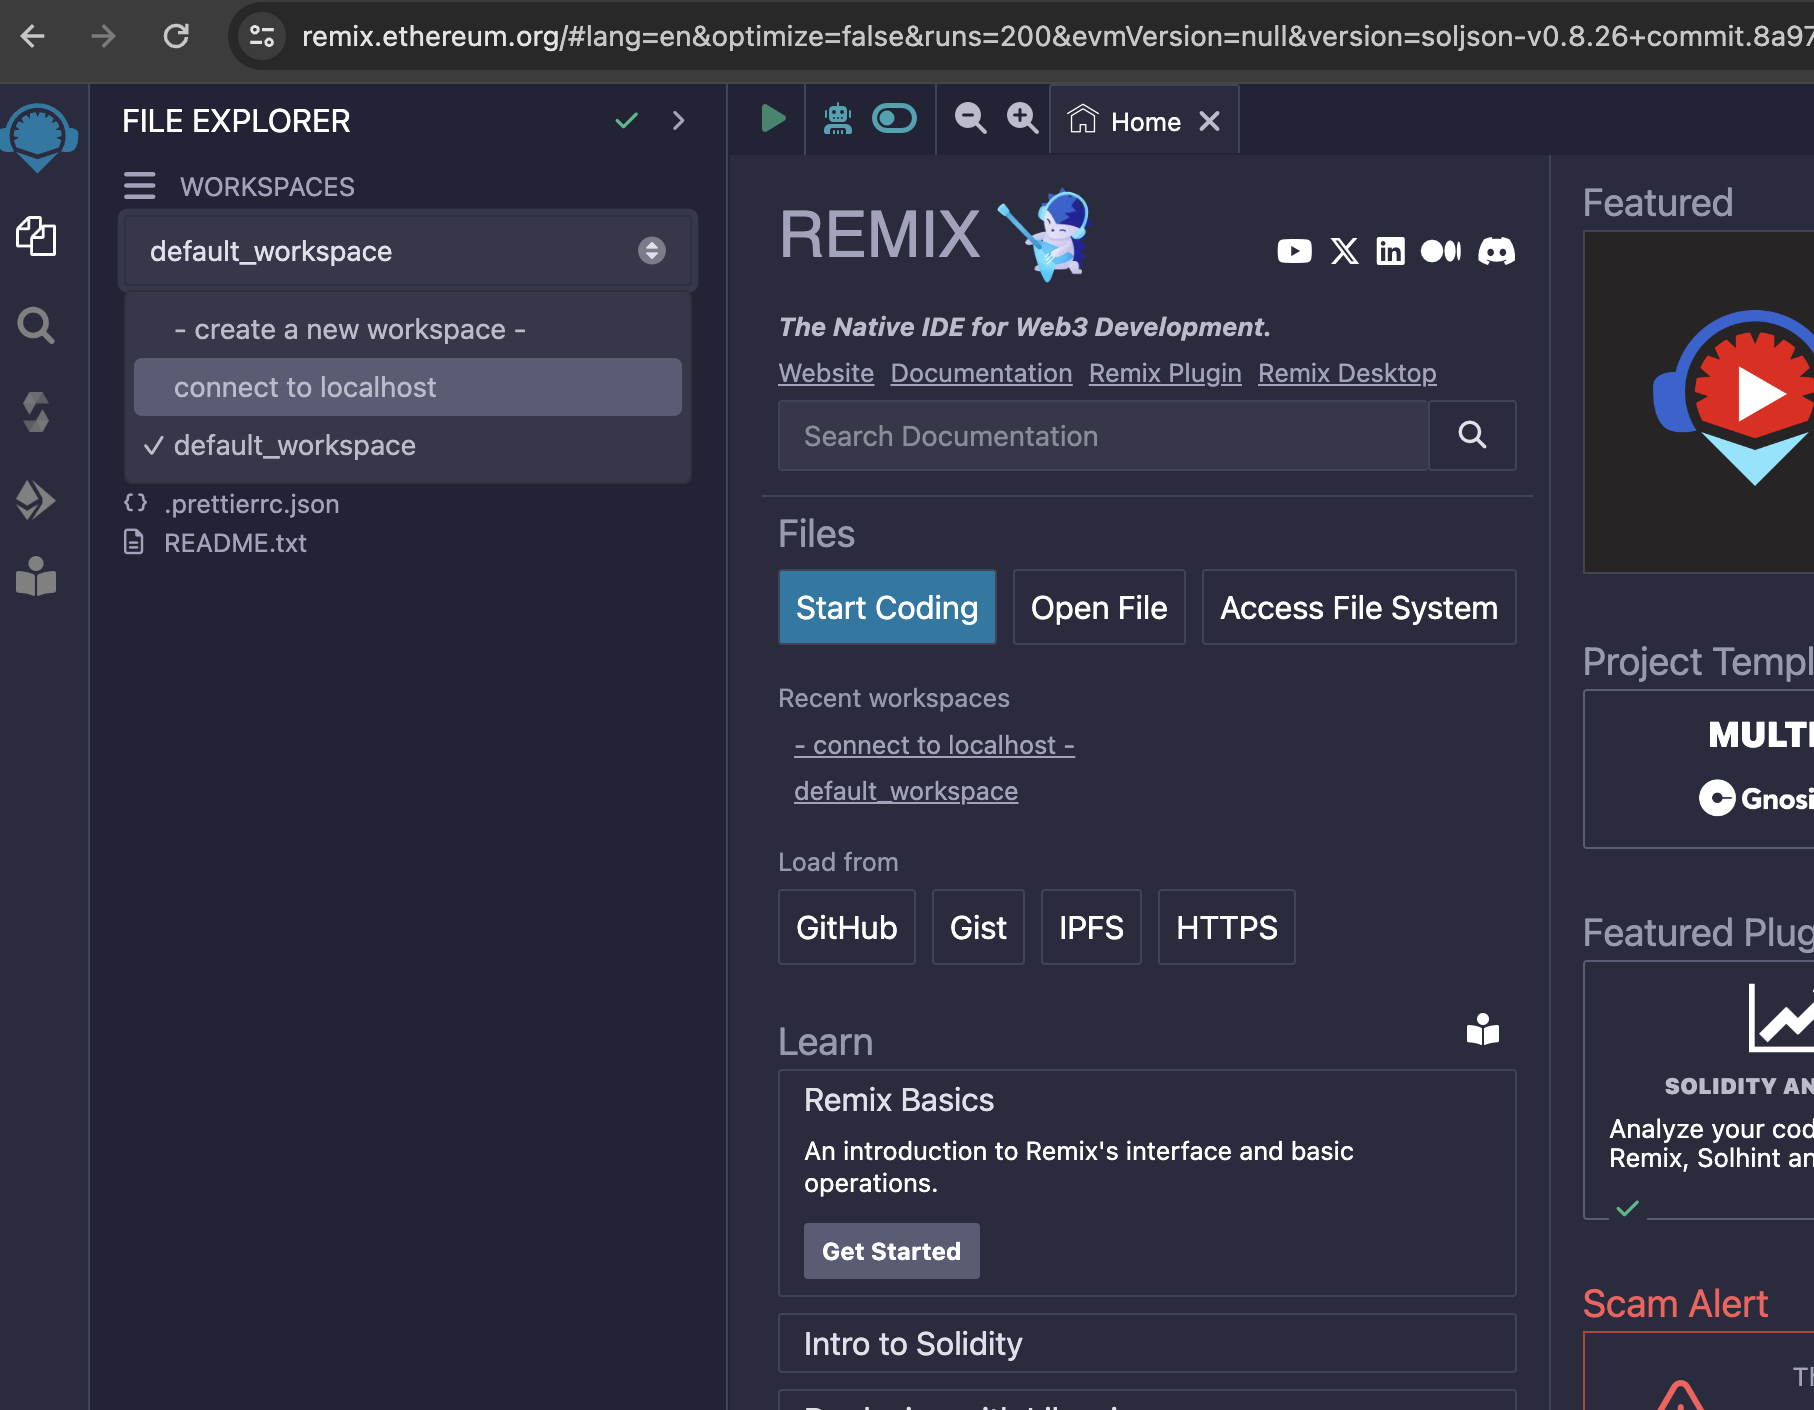 remix.ethereum.org/#lang=en&optimize=false&runs=200&evmVersion=null&version=soljson-v0.8.26+commit.8a97
FILE EXPLORER
WORKSPACES
default_workspace
- create a new workspace -
connect to localhost
default_workspace
.prettierrc.json
README.txt
Home
REMIX
The Native IDE for Web3 Development.
Website Documentation Remix Plugin Remix Desktop
Search Documentation
Files
Start Coding Open File Access File System
Recent workspaces
- connect to localhost -
default_workspace
Load from
GitHub Gist IPFS HTTPS
Learn
Remix Basics
An introduction to Remix's interface and basic
operations.
Get Started
Intro to Solidity
Featured
Project Templ
MULTI
Gnosi
Featured Plug
SOLIDITY AN
Analyze your cod
Remix, Solhint an
Scam Alert
Th